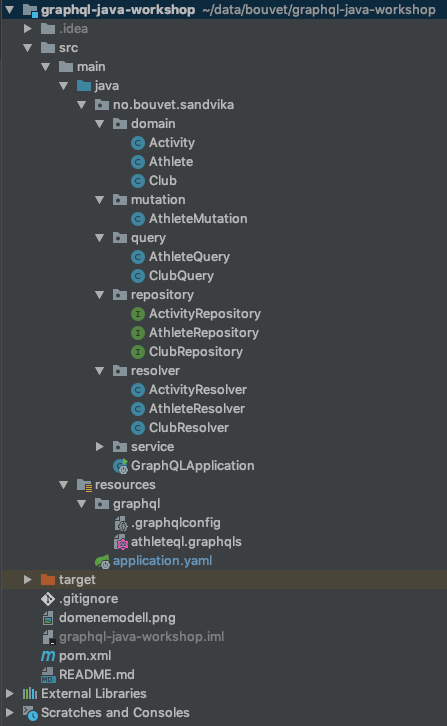 graphql-java-workshop ~/data/bouvet/graphql-java-workshop
.idea
src
main
java
no.bouvet.sandvika
domain
Activity
Athlete
Club
mutation
AthleteMutation
query
AthleteQuery
ClubQuery
repository
ActivityRepository
AthleteRepository
ClubRepository
resolver
ActivityResolver
AthleteResolver
ClubResolver
service
GraphQLApplication
resources
graphql
.graphqlconfig
athleteql.graphqls
application.yaml
target
.gitignore
domenemodell.png
graphql-java-workshop.iml
pom.xml
README.md
External Libraries
Scratches and Consoles